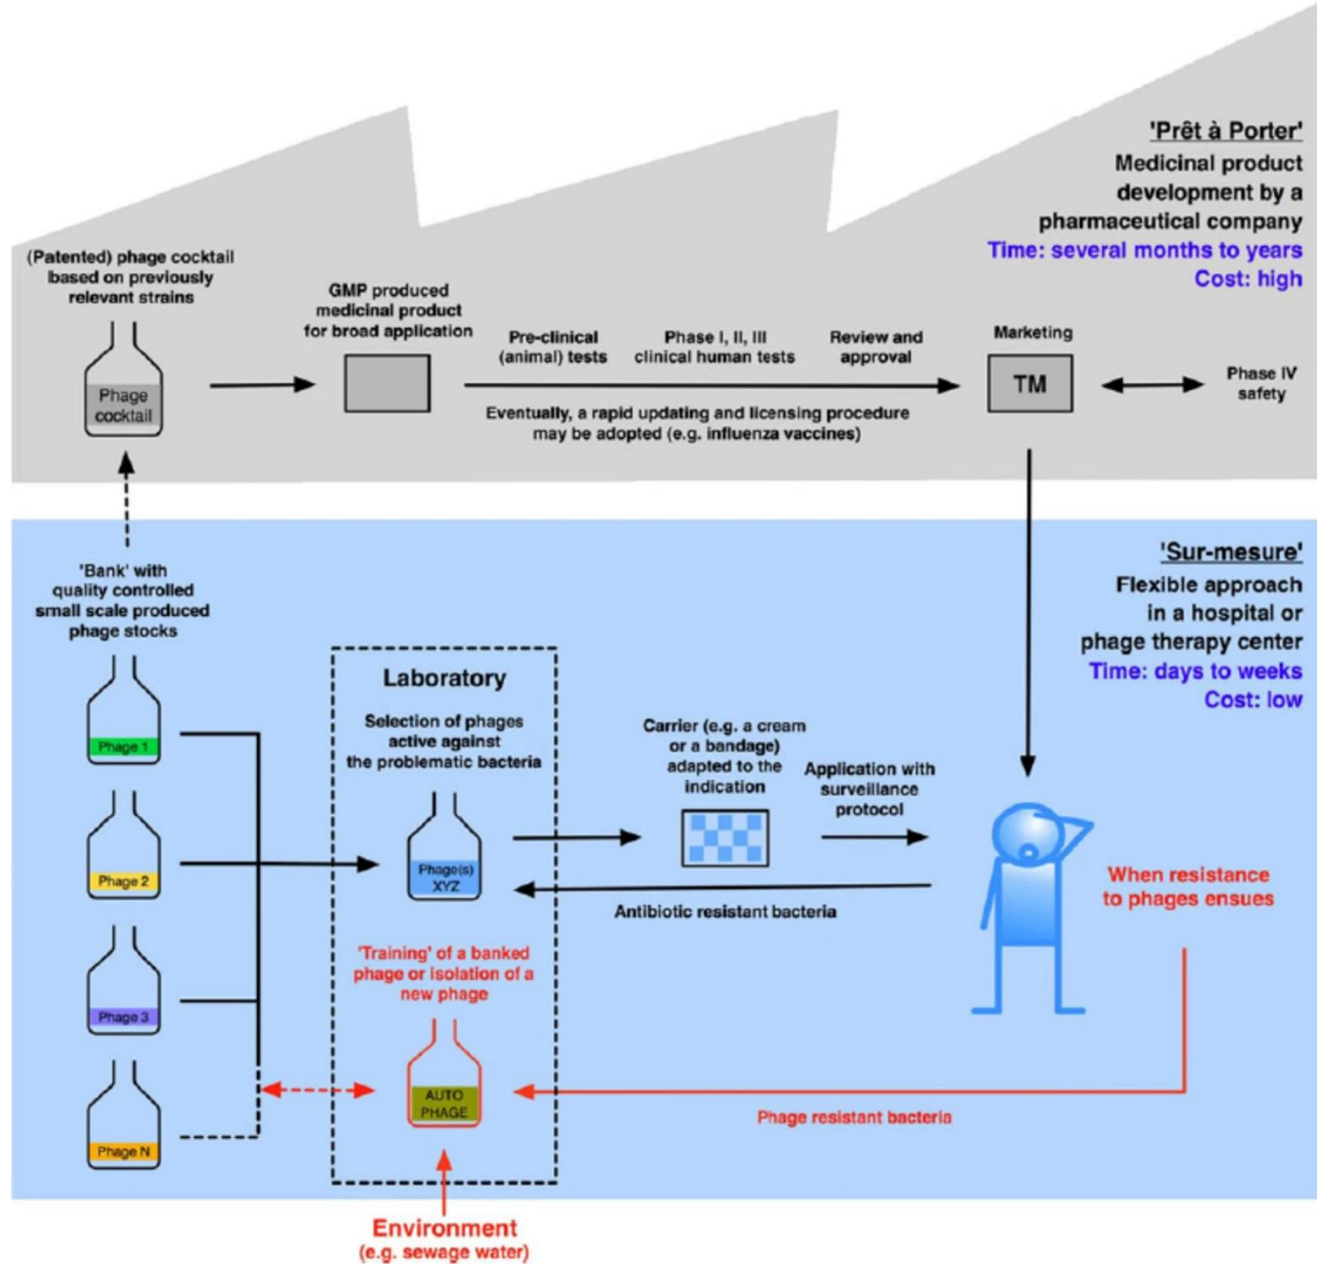 'Prêt à Porter'
Medicinal product
development by a
pharmaceutical company
Time: several months to years
Cost: high
(Patented) phage cocktail
based on previously
relevant strains
Phage
cocktail
GMP produced
medicinal product
for broad application
Pre-clinical
(animal) tests
Phase I, II, III
clinical human tests
Review and
approval
Eventually, a rapid updating and licensing procedure
may be adopted (e.g. influenza vaccines)
Marketing
TM
Phase IV
safety
'Sur-mesure'
Flexible approach
in a hospital or
phage therapy center
Time: days to weeks
Cost: low
'Bank' with
quality controlled
small scale produced
phage stocks
Phage 1
Phage 2
Phage 3
Phage N
Laboratory
Selection of phages
active against
the problematic bacteria
Phage(s)
XYZ
Carrier (e.g. a cream
or a bandage)
adapted to the
indication
Application with
surveillance
protocol
Antibiotic resistant bacteria
When resistance
to phages ensues
'Training' of a banked
phage or isolation of a
new phage
AUTO
PHAGE
Phage resistant bacteria
Environment
(e.g. sewage water)